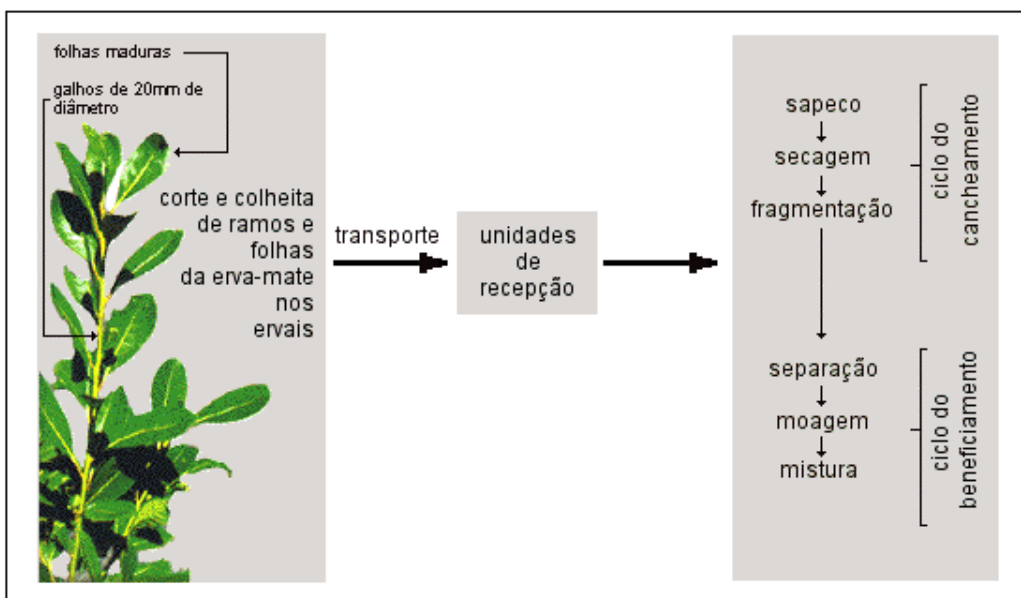 folhas maduras
galhos de 20mm de
diâmetro
corte e colheita
de ramos e
folhas
da erva-mate
nos
ervais
transporte
unidades
de
recepção
sapeco
secagem
fragmentação
ciclo do
cancheamento
separação
moagem
mistura
ciclo do
beneficiamento